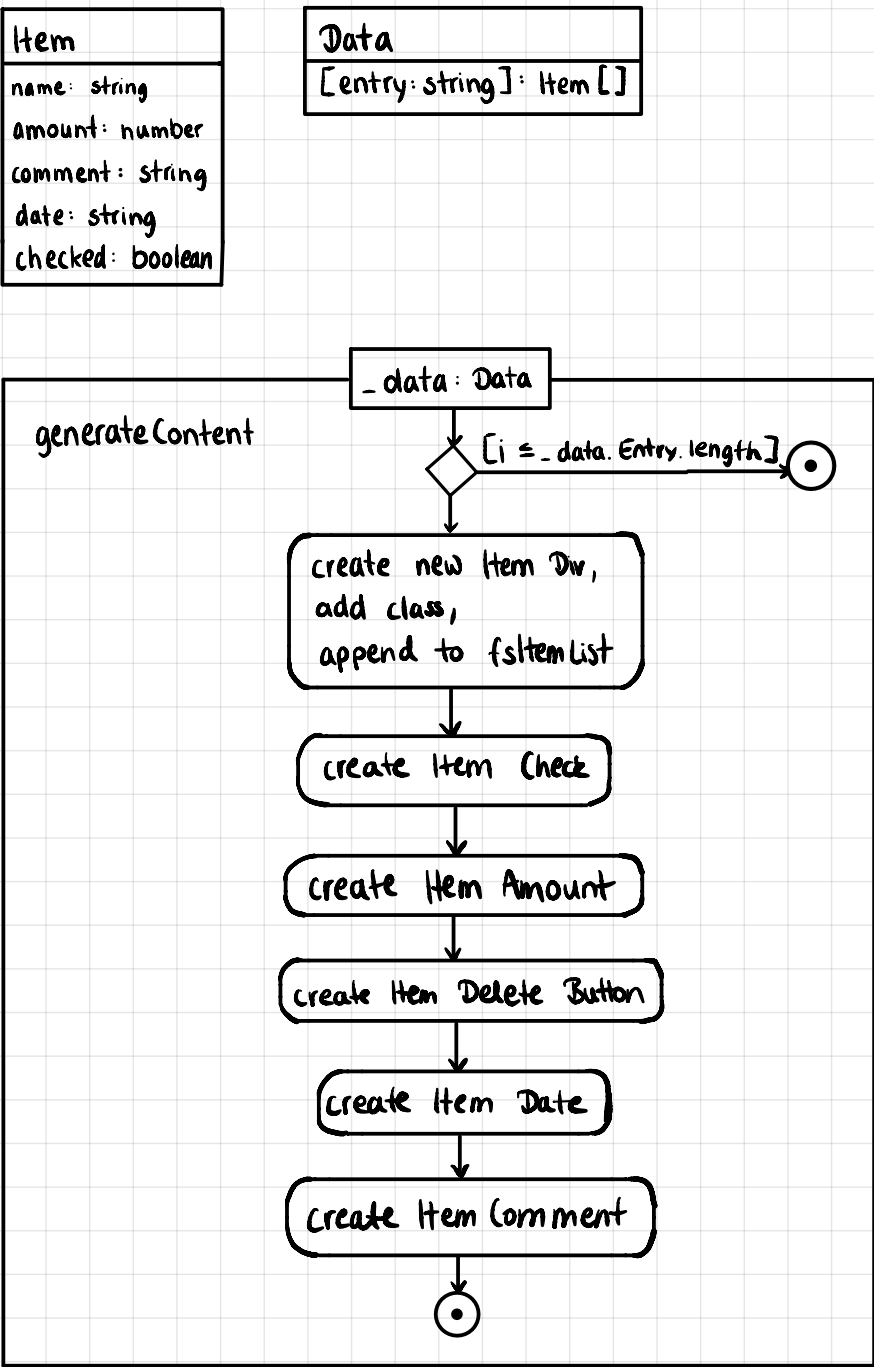 Item
name: string
amount: number
comment: string
date: string
checked: boolean
Data
[entry: string]: Item []
_data: Data
generateContent
[i ≤ _data.Entry.length]
create new Item Div,
add class,
append to fsItemList
create Item Check
create Item Amount
create Item Delete Button
create Item Date
create Item Comment